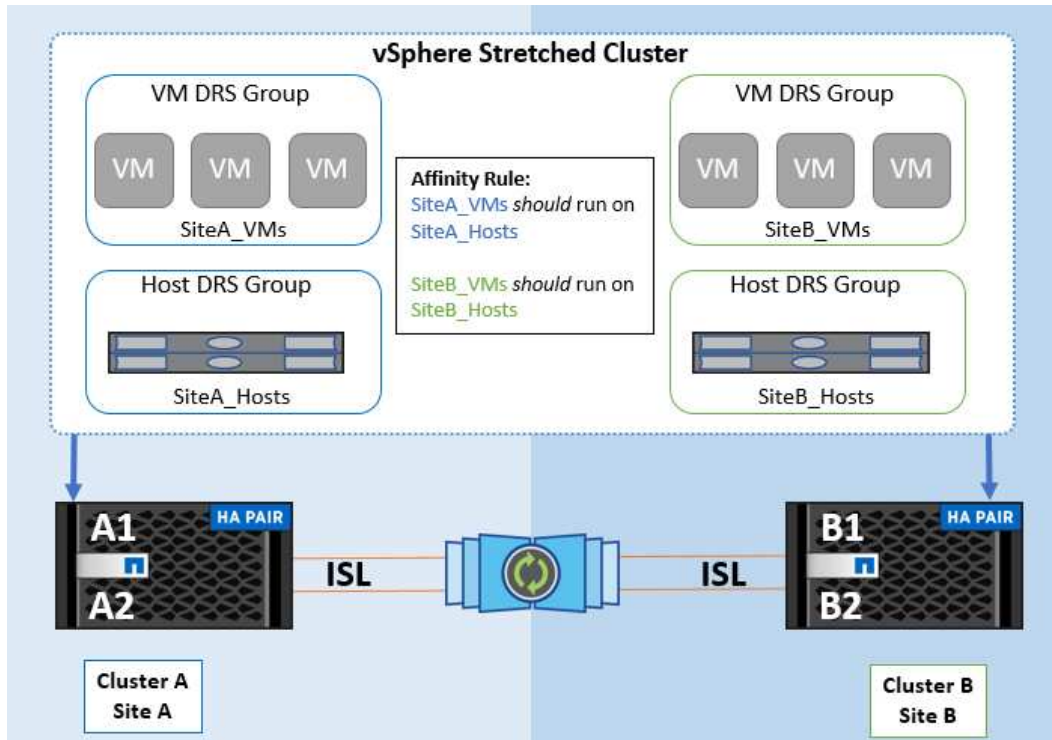 vSphere Stretched Cluster
VM DRS Group
VM VM VM
SiteA_VMs
Host DRS Group
SiteA_Hosts
Affinity Rule:
SiteA_VMs should run on
SiteA_Hosts
SiteB_VMs should run on
SiteB_Hosts
VM DRS Group
VM VM VM
SiteB_VMs
Host DRS Group
SiteB_Hosts
A1
HA PAIR
A2
ISL
ISL
B1
HA PAIR
B2
Cluster A
Site A
Cluster B
Site B